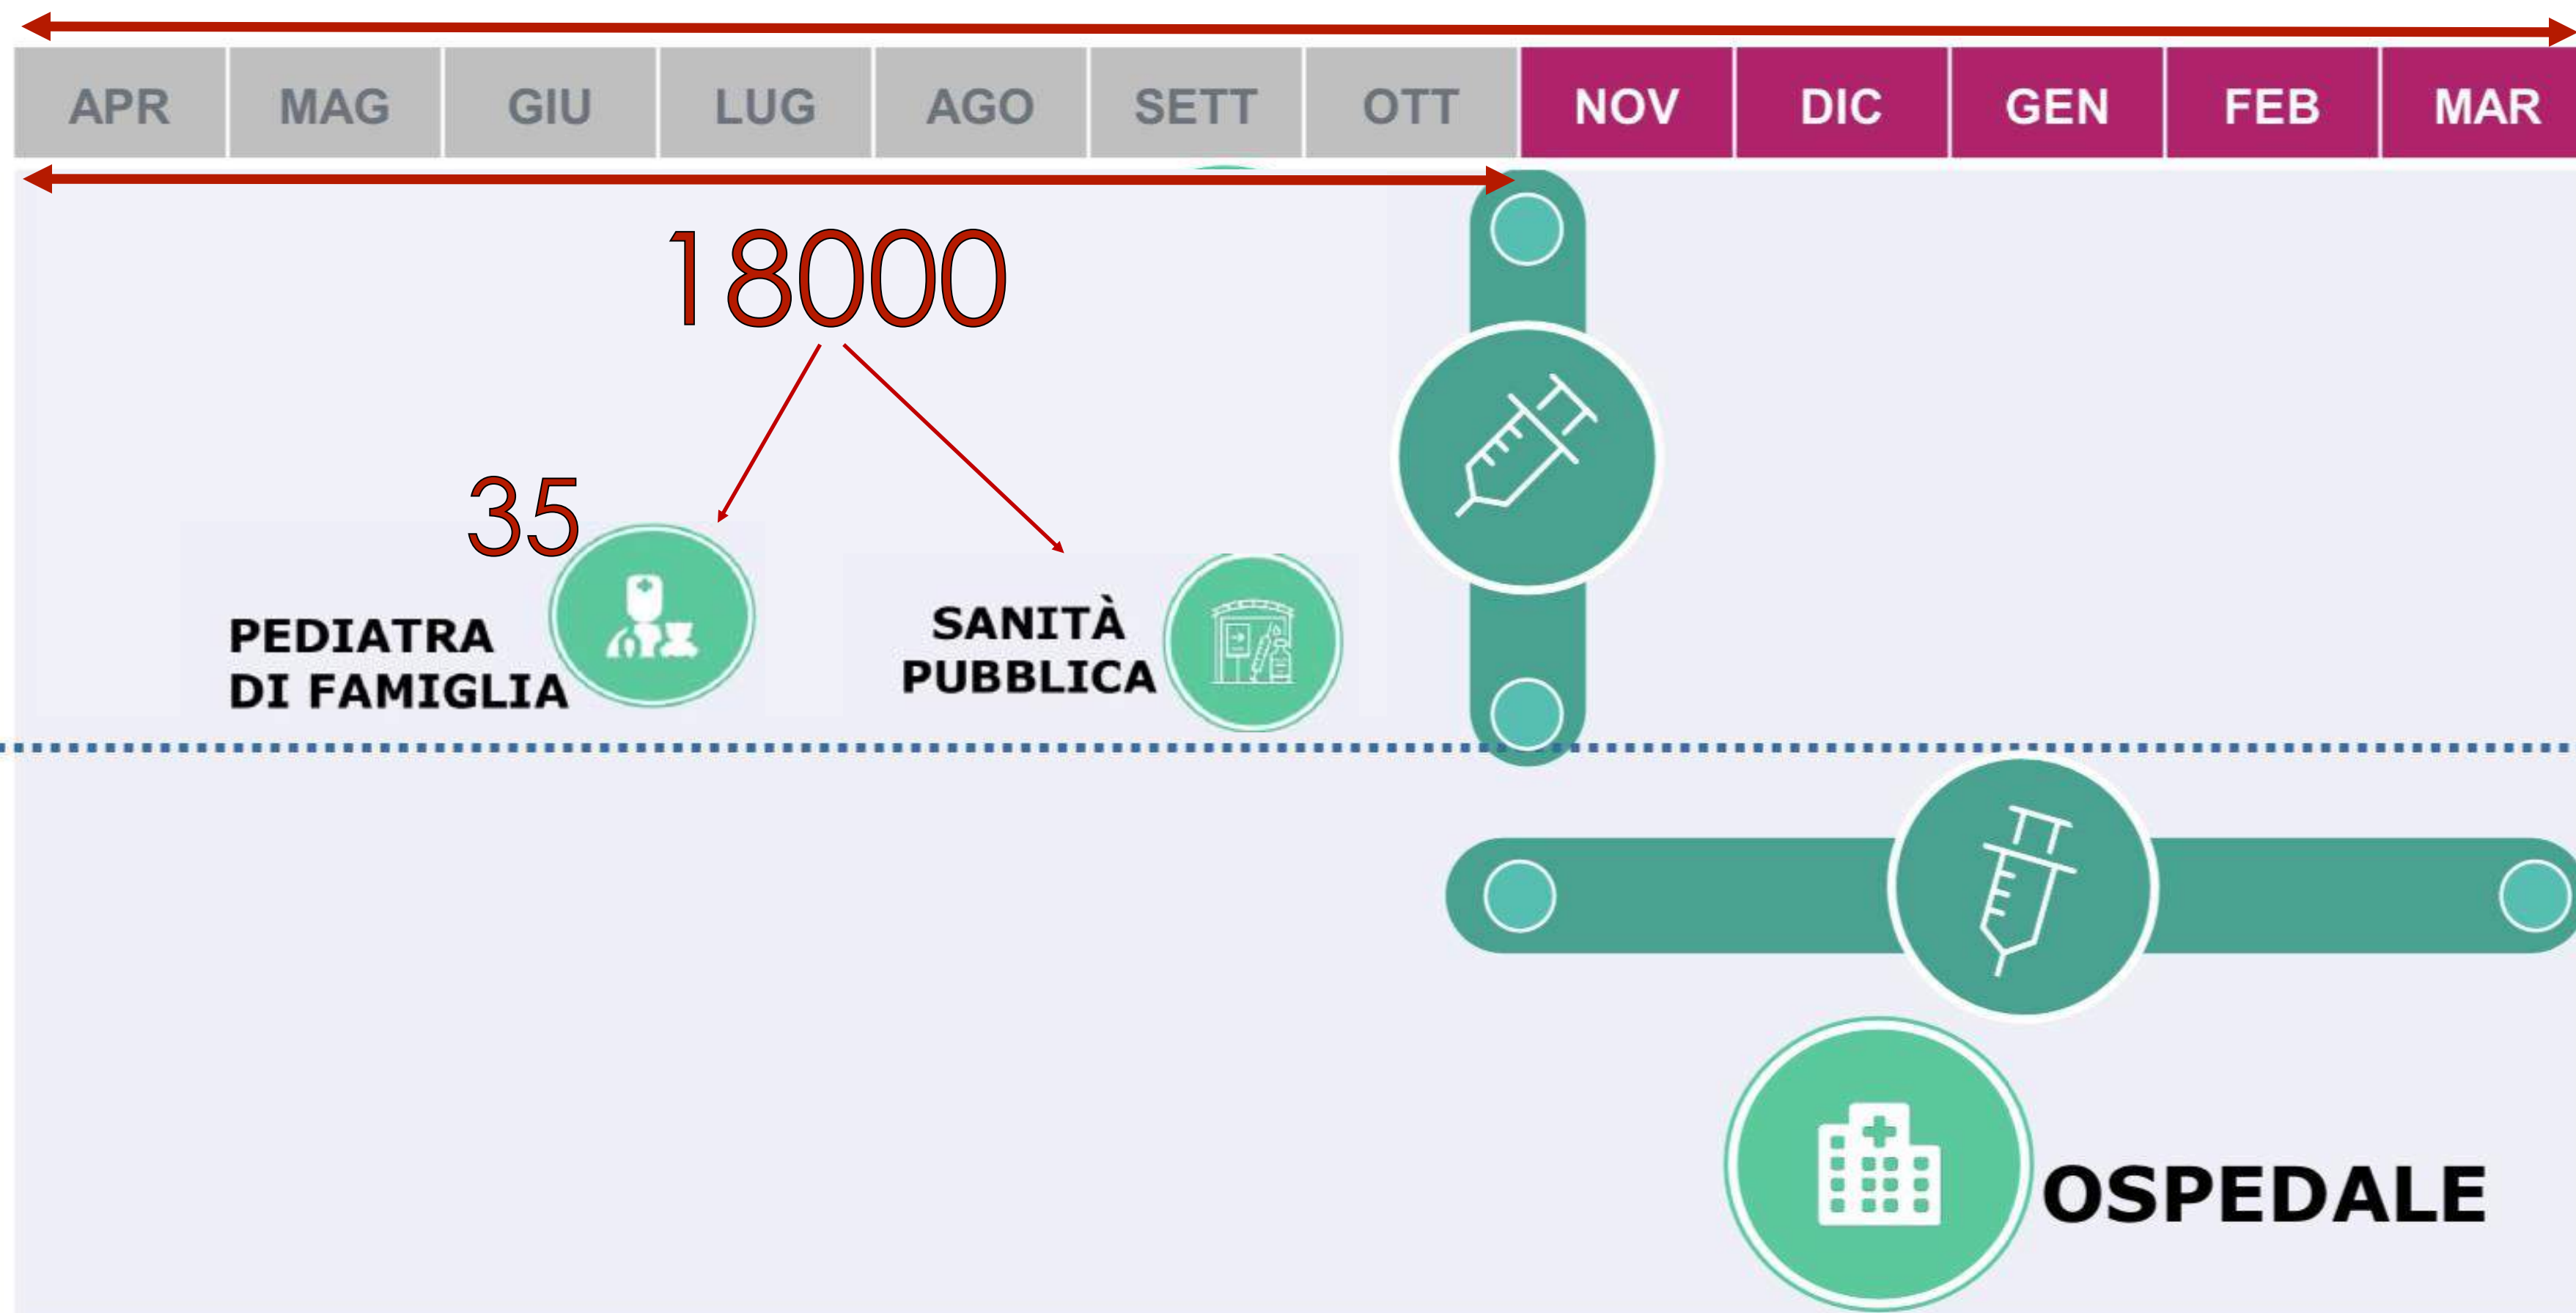 APR MAG GIU LUG AGO SETT OTT NOV DIC GEN FEB MAR
18000
35
PEDIATRA
DI FAMIGLIA
SANITÀ
PUBBLICA
OSPEDALE